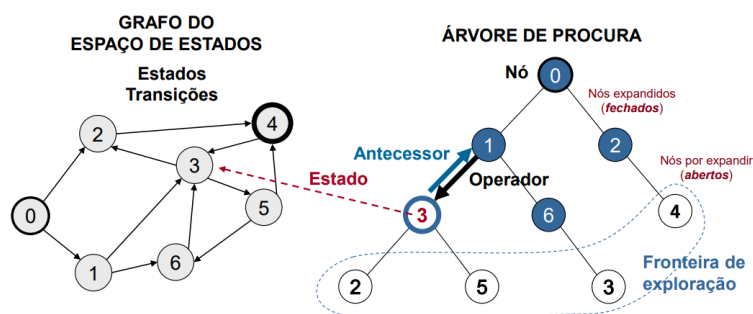 GRAFO DO
ESPAÇO DE ESTADOS
Estados
Transições
0
2
4
3
5
1
6
Estado
ÁRVORE DE PROCURA
Nó
0
Nós expandidos
(fechados)
Antecessor
1
2
Operador
Nós por expandir
(abertos)
3
6
4
2
5
3
Fronteira de
exploração